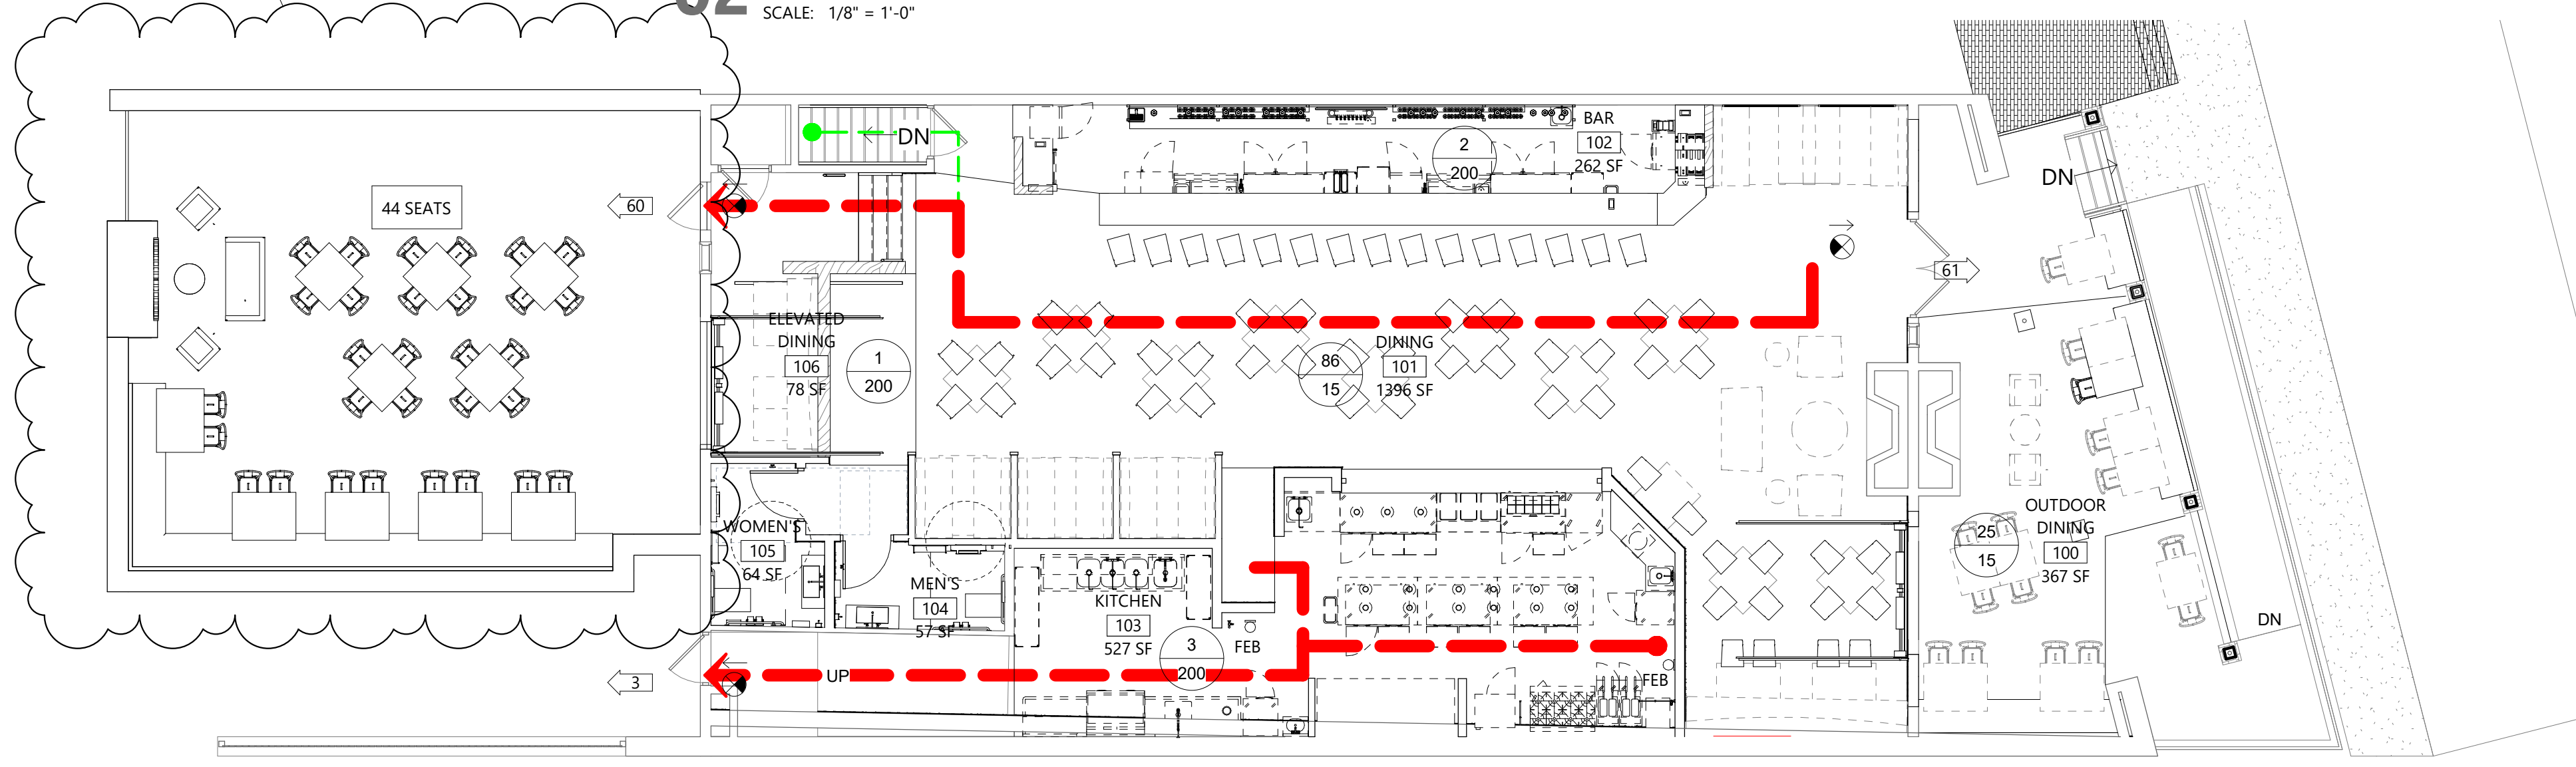 02
SCALE: 1/8" = 1'-0"
DN
BAR
102
262 SF
2
200
DN
44 SEATS
60
61
ELEVATED
DINING
106
78 SF
1
200
86
15
DINING
101
1396 SF
WOMEN'S
105
64 SF
MEN'S
104
57 SF
KITCHEN
103
527 SF
3
200
FEB
FEB
UP
3
25
15
OUTDOOR
DINING
100
367 SF
DN